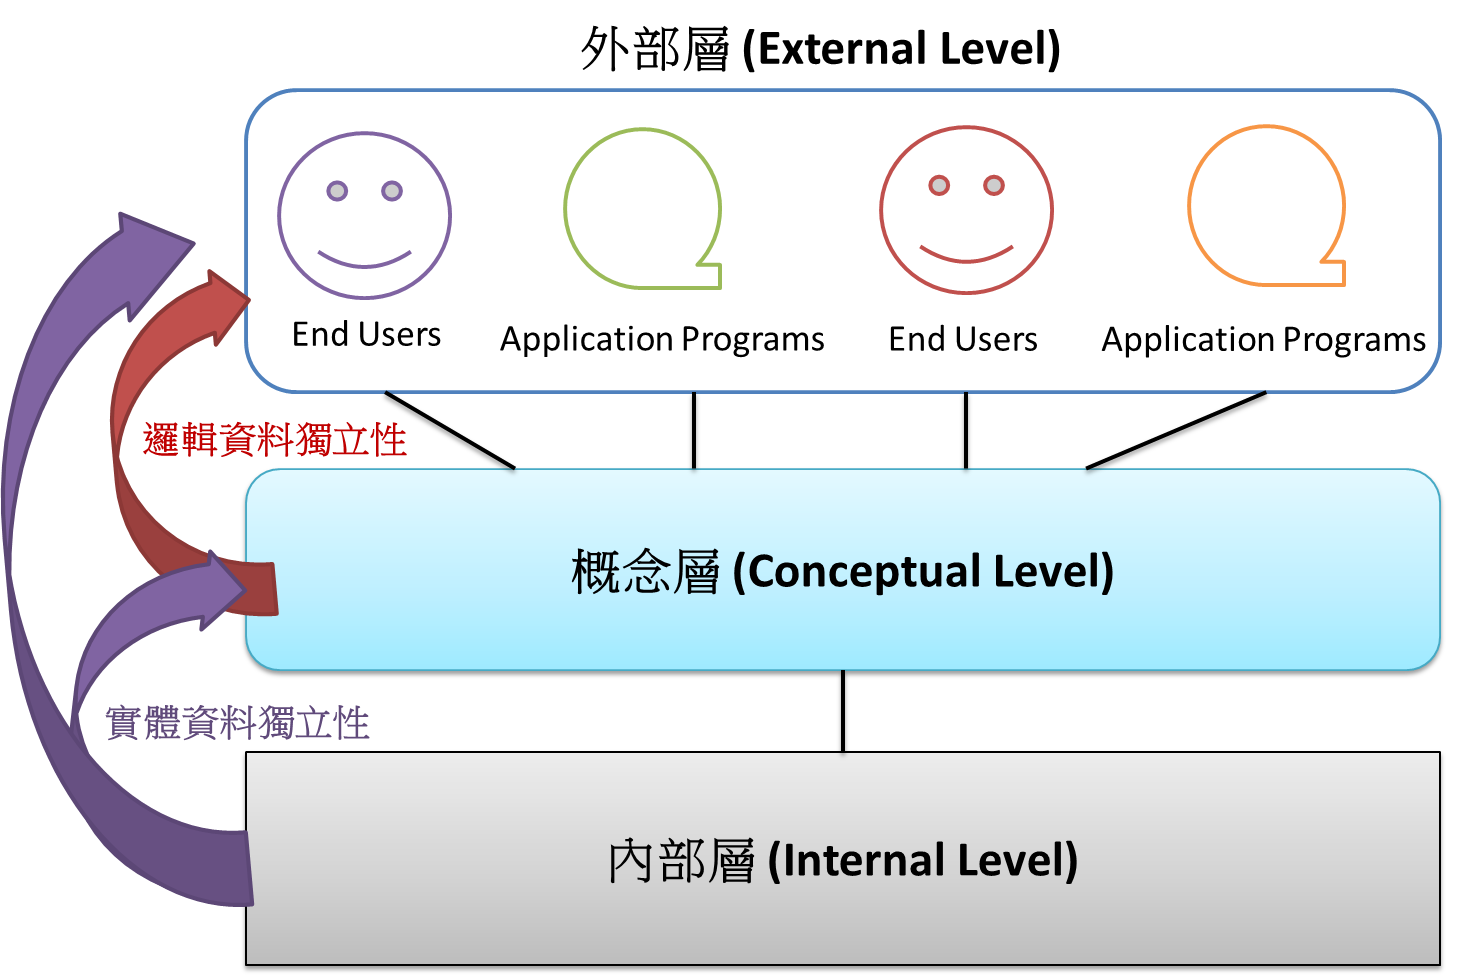 外部層 (External Level)
End Users
Application Programs
End Users
Application Programs
邏輯資料獨立性
概念層 (Conceptual Level)
實體資料獨立性
內部層 (Internal Level)